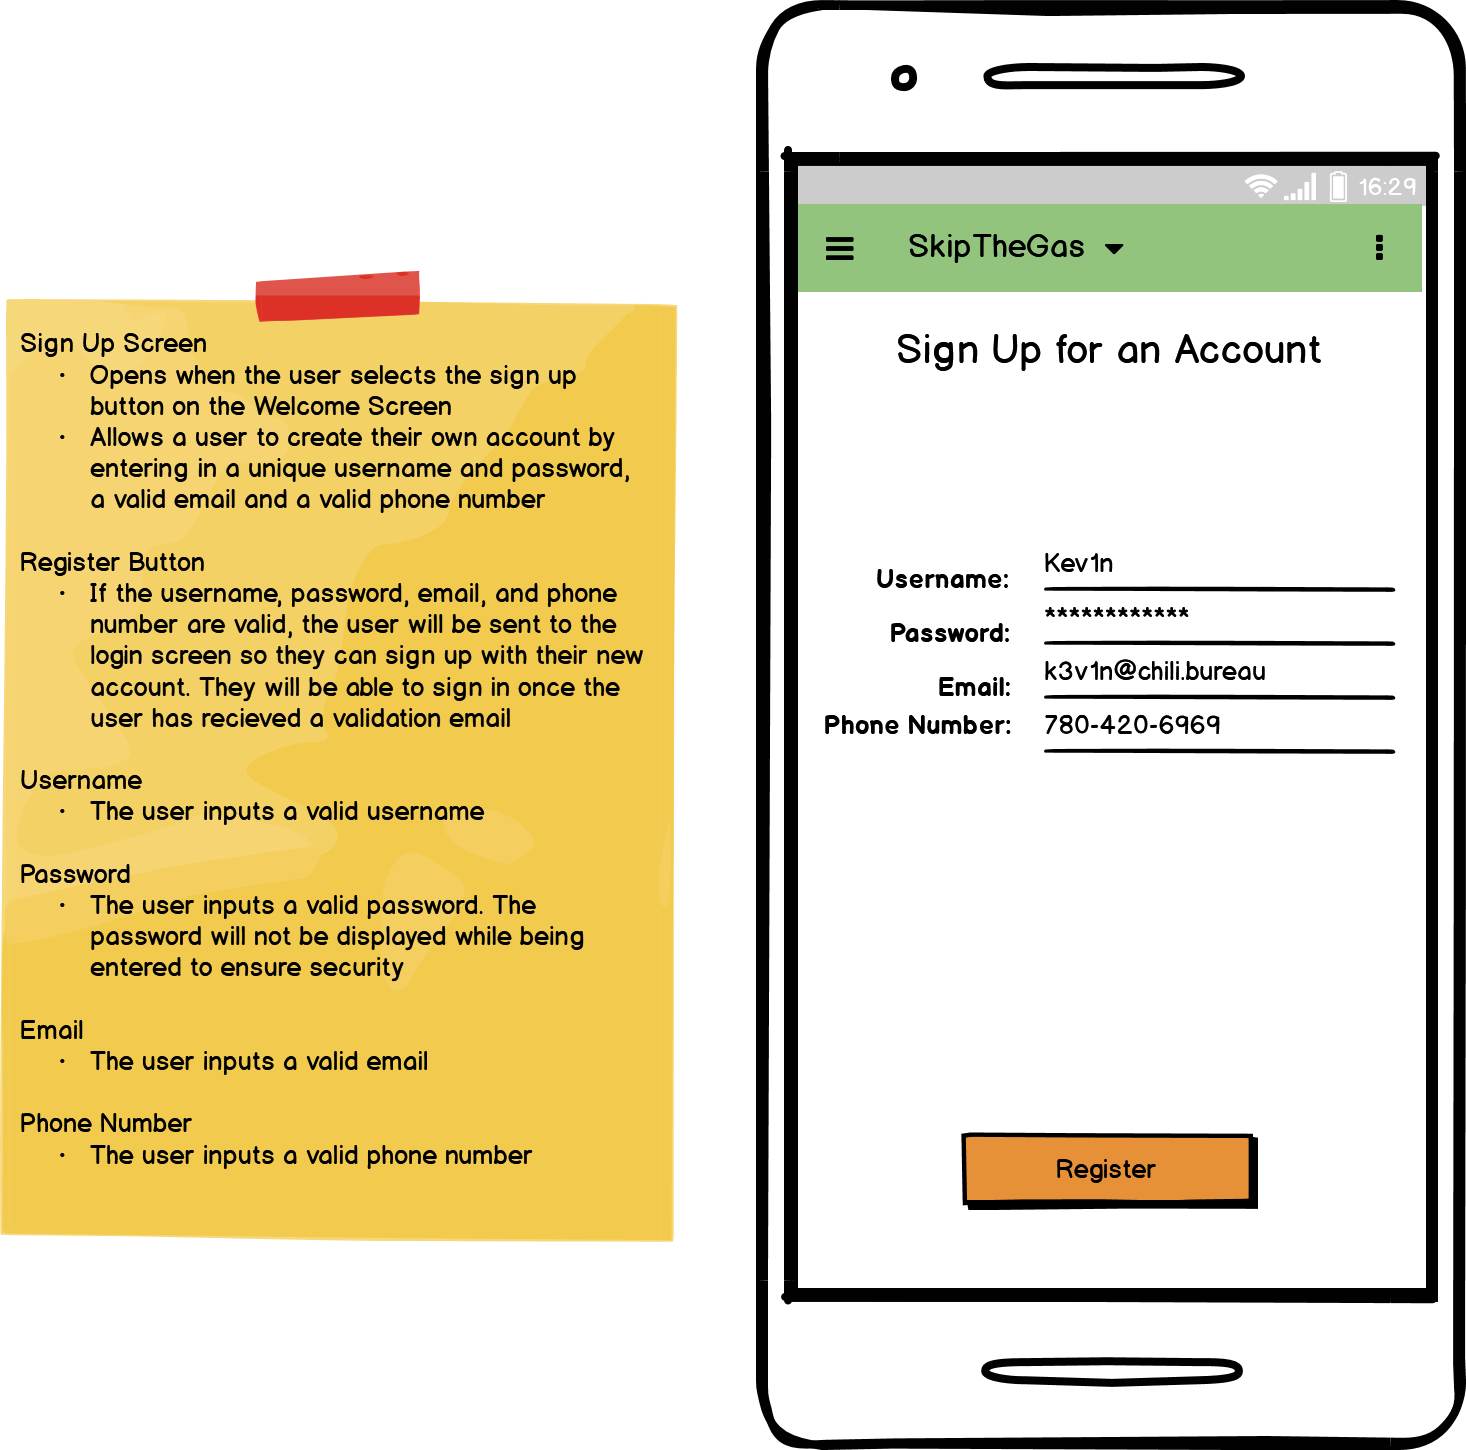 Sign Up Screen
· Opens when the user selects the sign up
button on the Welcome Screen
· Allows a user to create their own account by
entering in a unique username and password,
a valid email and a valid phone number
Register Button
· If the username, password, email, and phone
number are valid, the user will be sent to the
login screen so they can sign up with their new
account. They will be able to sign in once the
user has recieved a validation email
Username
· The user inputs a valid username
Password
· The user inputs a valid password. The
password will not be displayed while being
entered to ensure security
Email
· The user inputs a valid email
Phone Number
· The user inputs a valid phone number
16:29
SkipTheGas
Sign Up for an Account
Username: Kev1n
Password: ************
Email: k3v1n@chili.bureau
Phone Number: 780-420-6969
Register